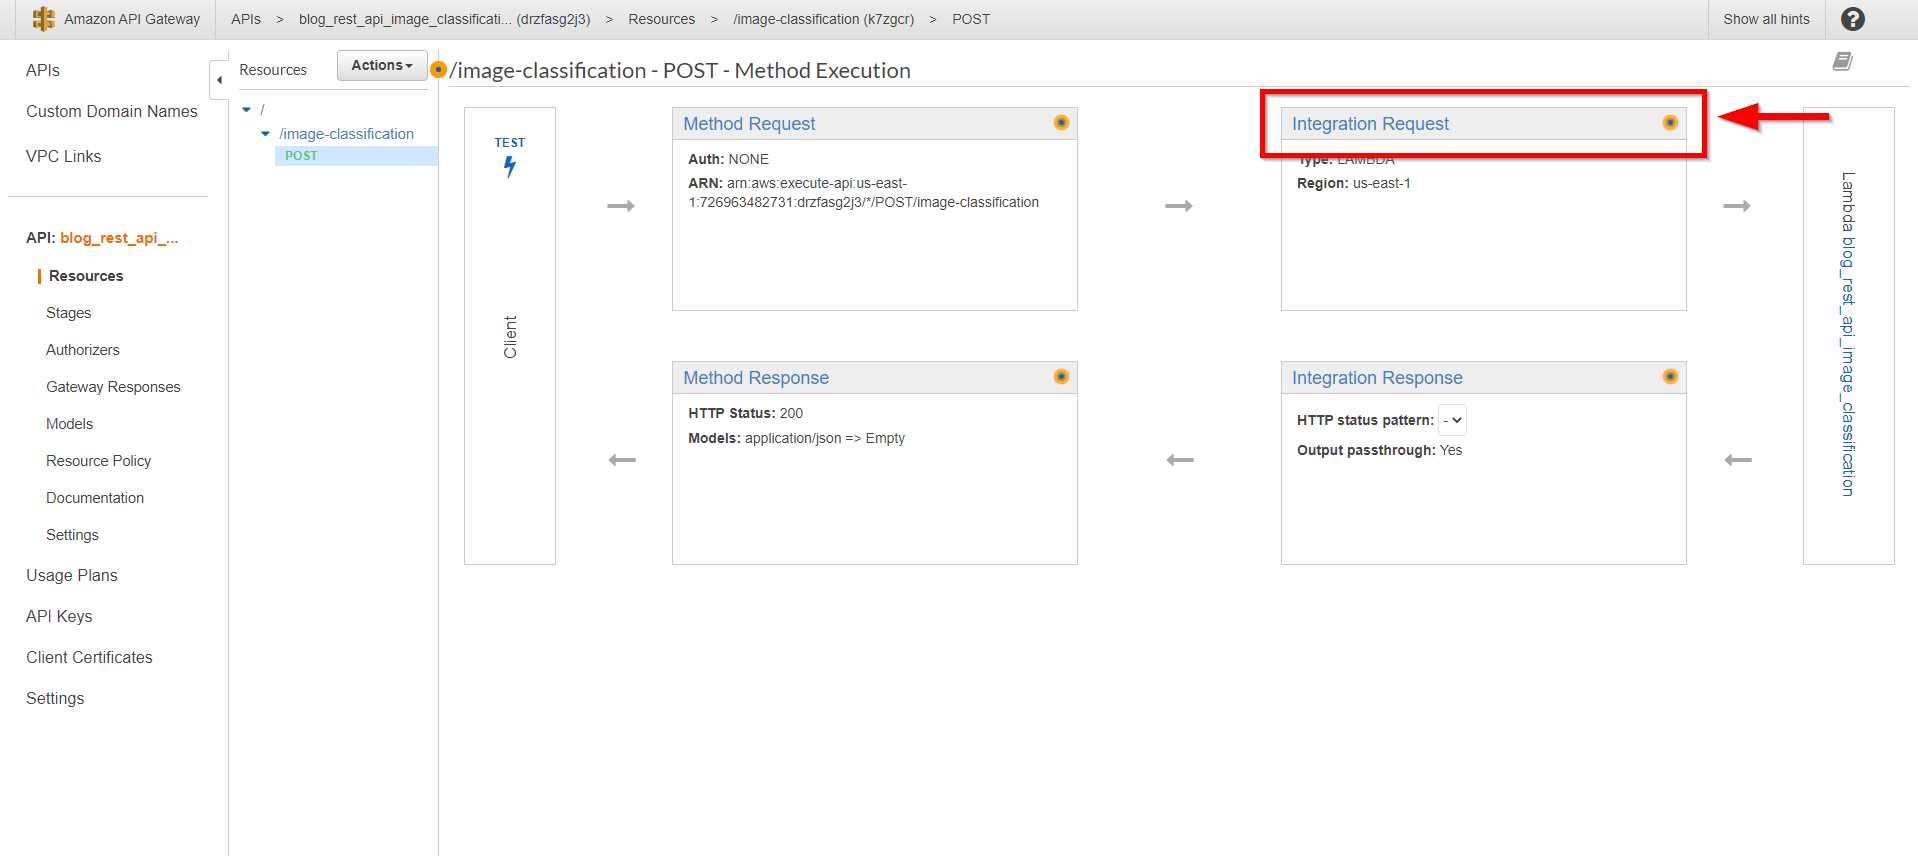 Amazon API Gateway
APIs > blog_rest_api_image_classificati... (drzfasg2j3) > Resources > /image-classification (k7zgcr) > POST
Show all hints
?
APIs
Custom Domain Names
VPC Links
API: blog_rest_api_...
Resources
Stages
Authorizers
Gateway Responses
Models
Resource Policy
Documentation
Settings
Usage Plans
API Keys
Client Certificates
Settings
Resources
Actions
/
/image-classification
POST
/image-classification - POST - Method Execution
TEST
Client
Method Request
Auth: NONE
ARN: arn:aws:execute-api:us-east-
1:726963482731:drzfasg2j3/*/POST/image-classification
Integration Request
Type: LAMBDA
Region: us-east-1
Method Response
HTTP Status: 200
Models: application/json => Empty
Integration Response
HTTP status pattern: -
Output passthrough: Yes
Lambda blog_rest_api_image_classification